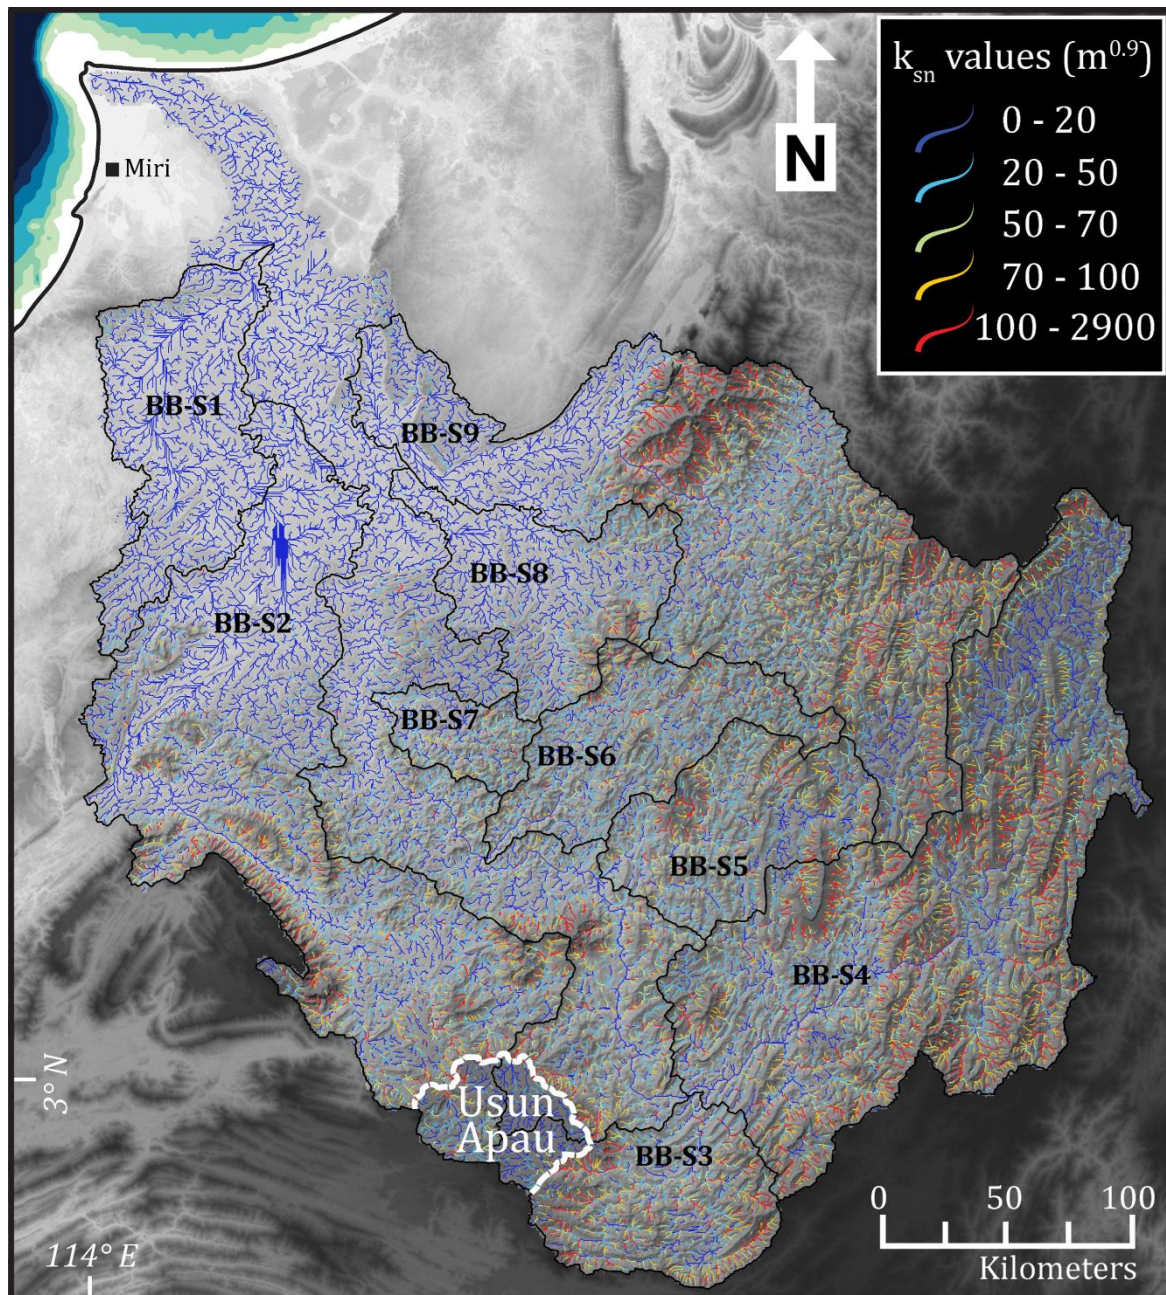 k_sn values (m^0.9)
0 - 20
20 - 50
50 - 70
70 - 100
100 - 2900
N
Miri
BB-S1
BB-S9
BB-S8
BB-S2
BB-S7
BB-S6
BB-S5
BB-S4
3° N
Usun
Apau
BB-S3
0 50 100
Kilometers
114° E